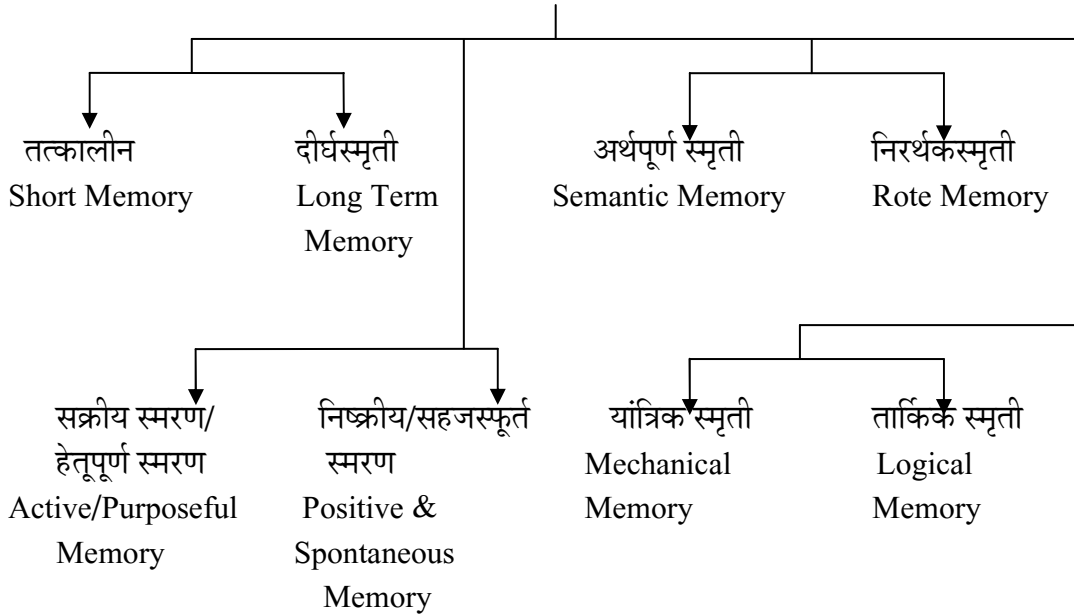 तत्कालीन
Short Memory
दीर्घस्मृती
Long Term
Memory
अर्थपूर्ण स्मृती
Semantic Memory
निरर्थकस्मृती
Rote Memory
सक्रीय स्मरण/
हेतूपूर्ण स्मरण
Active/Purposeful
Memory
निष्क्रीय/सहजस्फूर्त
स्मरण
Positive &
Spontaneous
Memory
यांत्रिक स्मृती
Mechanical
Memory
तार्किक स्मृती
Logical
Memory